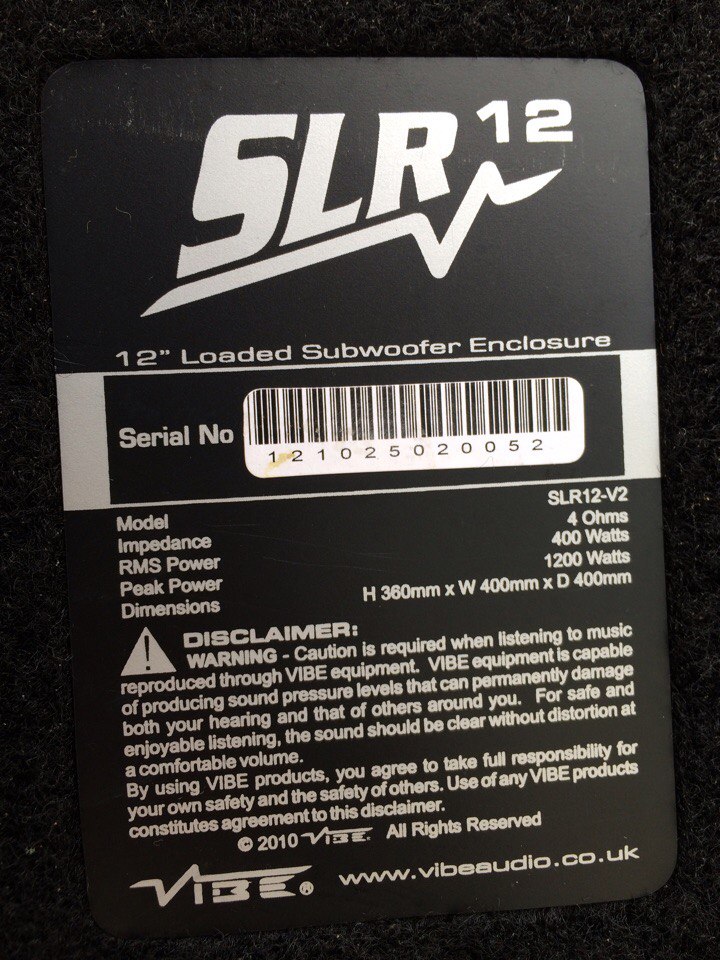 SLR 12
12" Loaded Subwoofer Enclosure
Serial No
121025020052
Model SLR12-V2
Impedance 4 Ohms
RMS Power 400 Watts
Peak Power 1200 Watts
Dimensions H 360mm x W 400mm x D 400mm
DISCLAIMER:
WARNING - Caution is required when listening to music
reproduced through VIBE equipment. VIBE equipment is capable
of producing sound pressure levels that can permanently damage
both your hearing and that of others around you. For safe and
enjoyable listening, the sound should be clear without distortion at
a comfortable volume.
By using VIBE products, you agree to take full responsibility for
your own safety and the safety of others. Use of any VIBE products
constitutes agreement to this disclaimer.
© 2010 VIBE. All Rights Reserved
VIBE® www.vibeaudio.co.uk